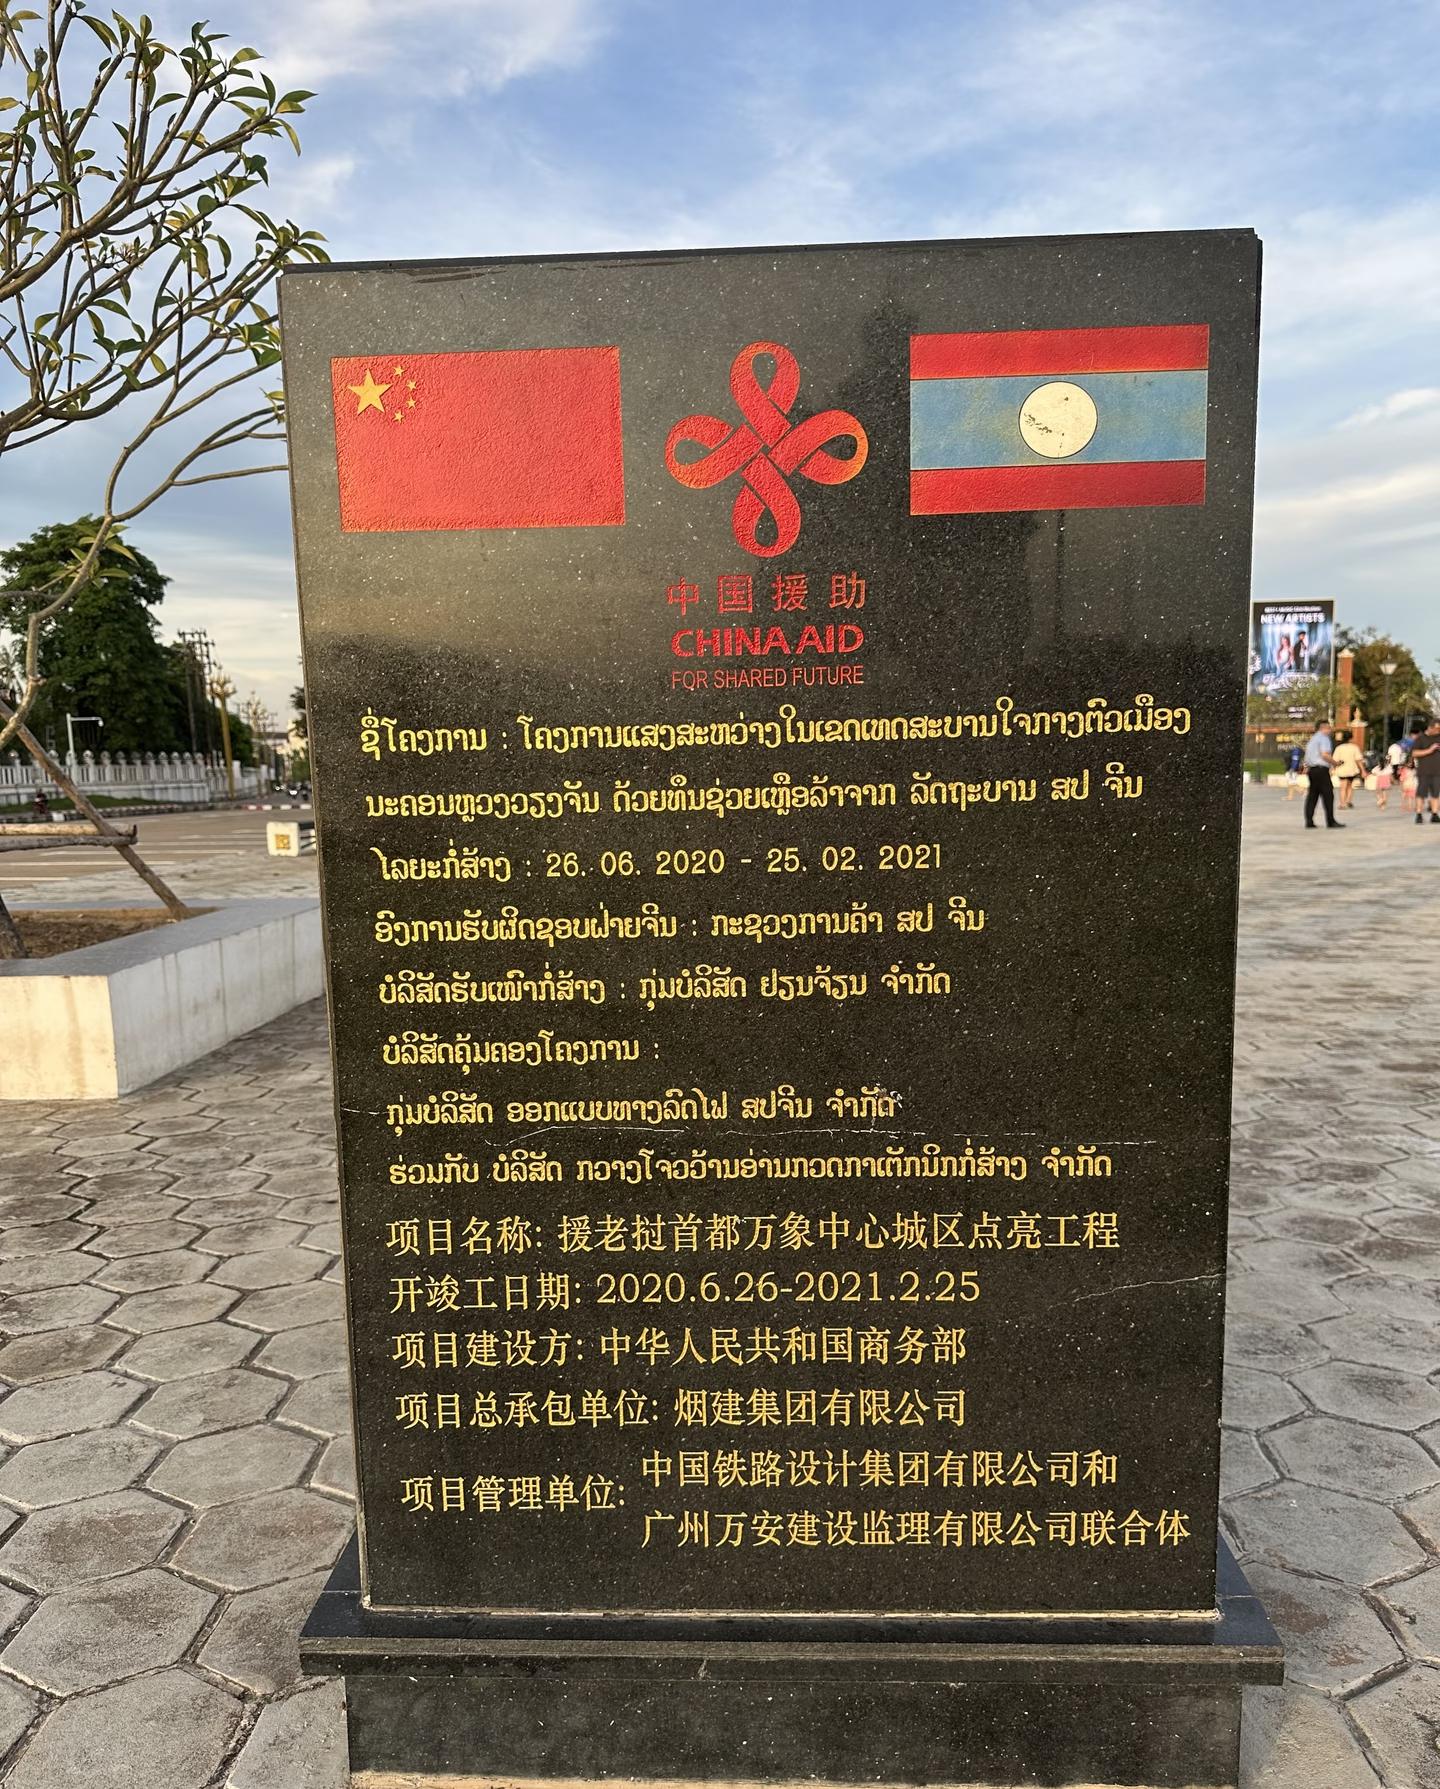 中国援助
CHINA AID
FOR SHARED FUTURE
ຊື່ໂຄງການ : ໂຄງການແສງສະຫວ່າງໃນເຂດເທດສະບານໃຈກາງຕົວເມືອງ
ນະຄອນຫຼວງວຽງຈັນ ດ້ວຍທຶນຊ່ວຍເຫຼືອລ້າຈາກ ລັດຖະບານ ສປ ຈີນ
ໄລຍະກໍ່ສ້າງ : 26. 06. 2020 - 25. 02. 2021
ອົງການຮັບຜິດຊອບຝ່າຍຈີນ : ກະຊວງການຄ້າ ສປ ຈີນ
ບໍລິສັດຮັບເໝົາກໍ່ສ້າງ : ກຸ່ມບໍລິສັດ ຢຽນຈ້ຽນ ຈໍາກັດ
ບໍລິສັດຄຸ້ມຄອງໂຄງການ :
ກຸ່ມບໍລິສັດ ອອກແບບທາງລົດໄຟ ສປຈີນ ຈໍາກັດ
ຮ່ວມກັບ ບໍລິສັດ ກວາງໂຈວວ້ານອ່ານກວດກາເຕັກນິກກໍ່ສ້າງ ຈໍາກັດ
项目名称: 援老挝首都万象中心城区点亮工程
开竣工日期: 2020.6.26-2021.2.25
项目建设方: 中华人民共和国商务部
项目总承包单位: 烟建集团有限公司
项目管理单位: 中国铁路设计集团有限公司和
广州万安建设监理有限公司联合体
NEW ARTISTS